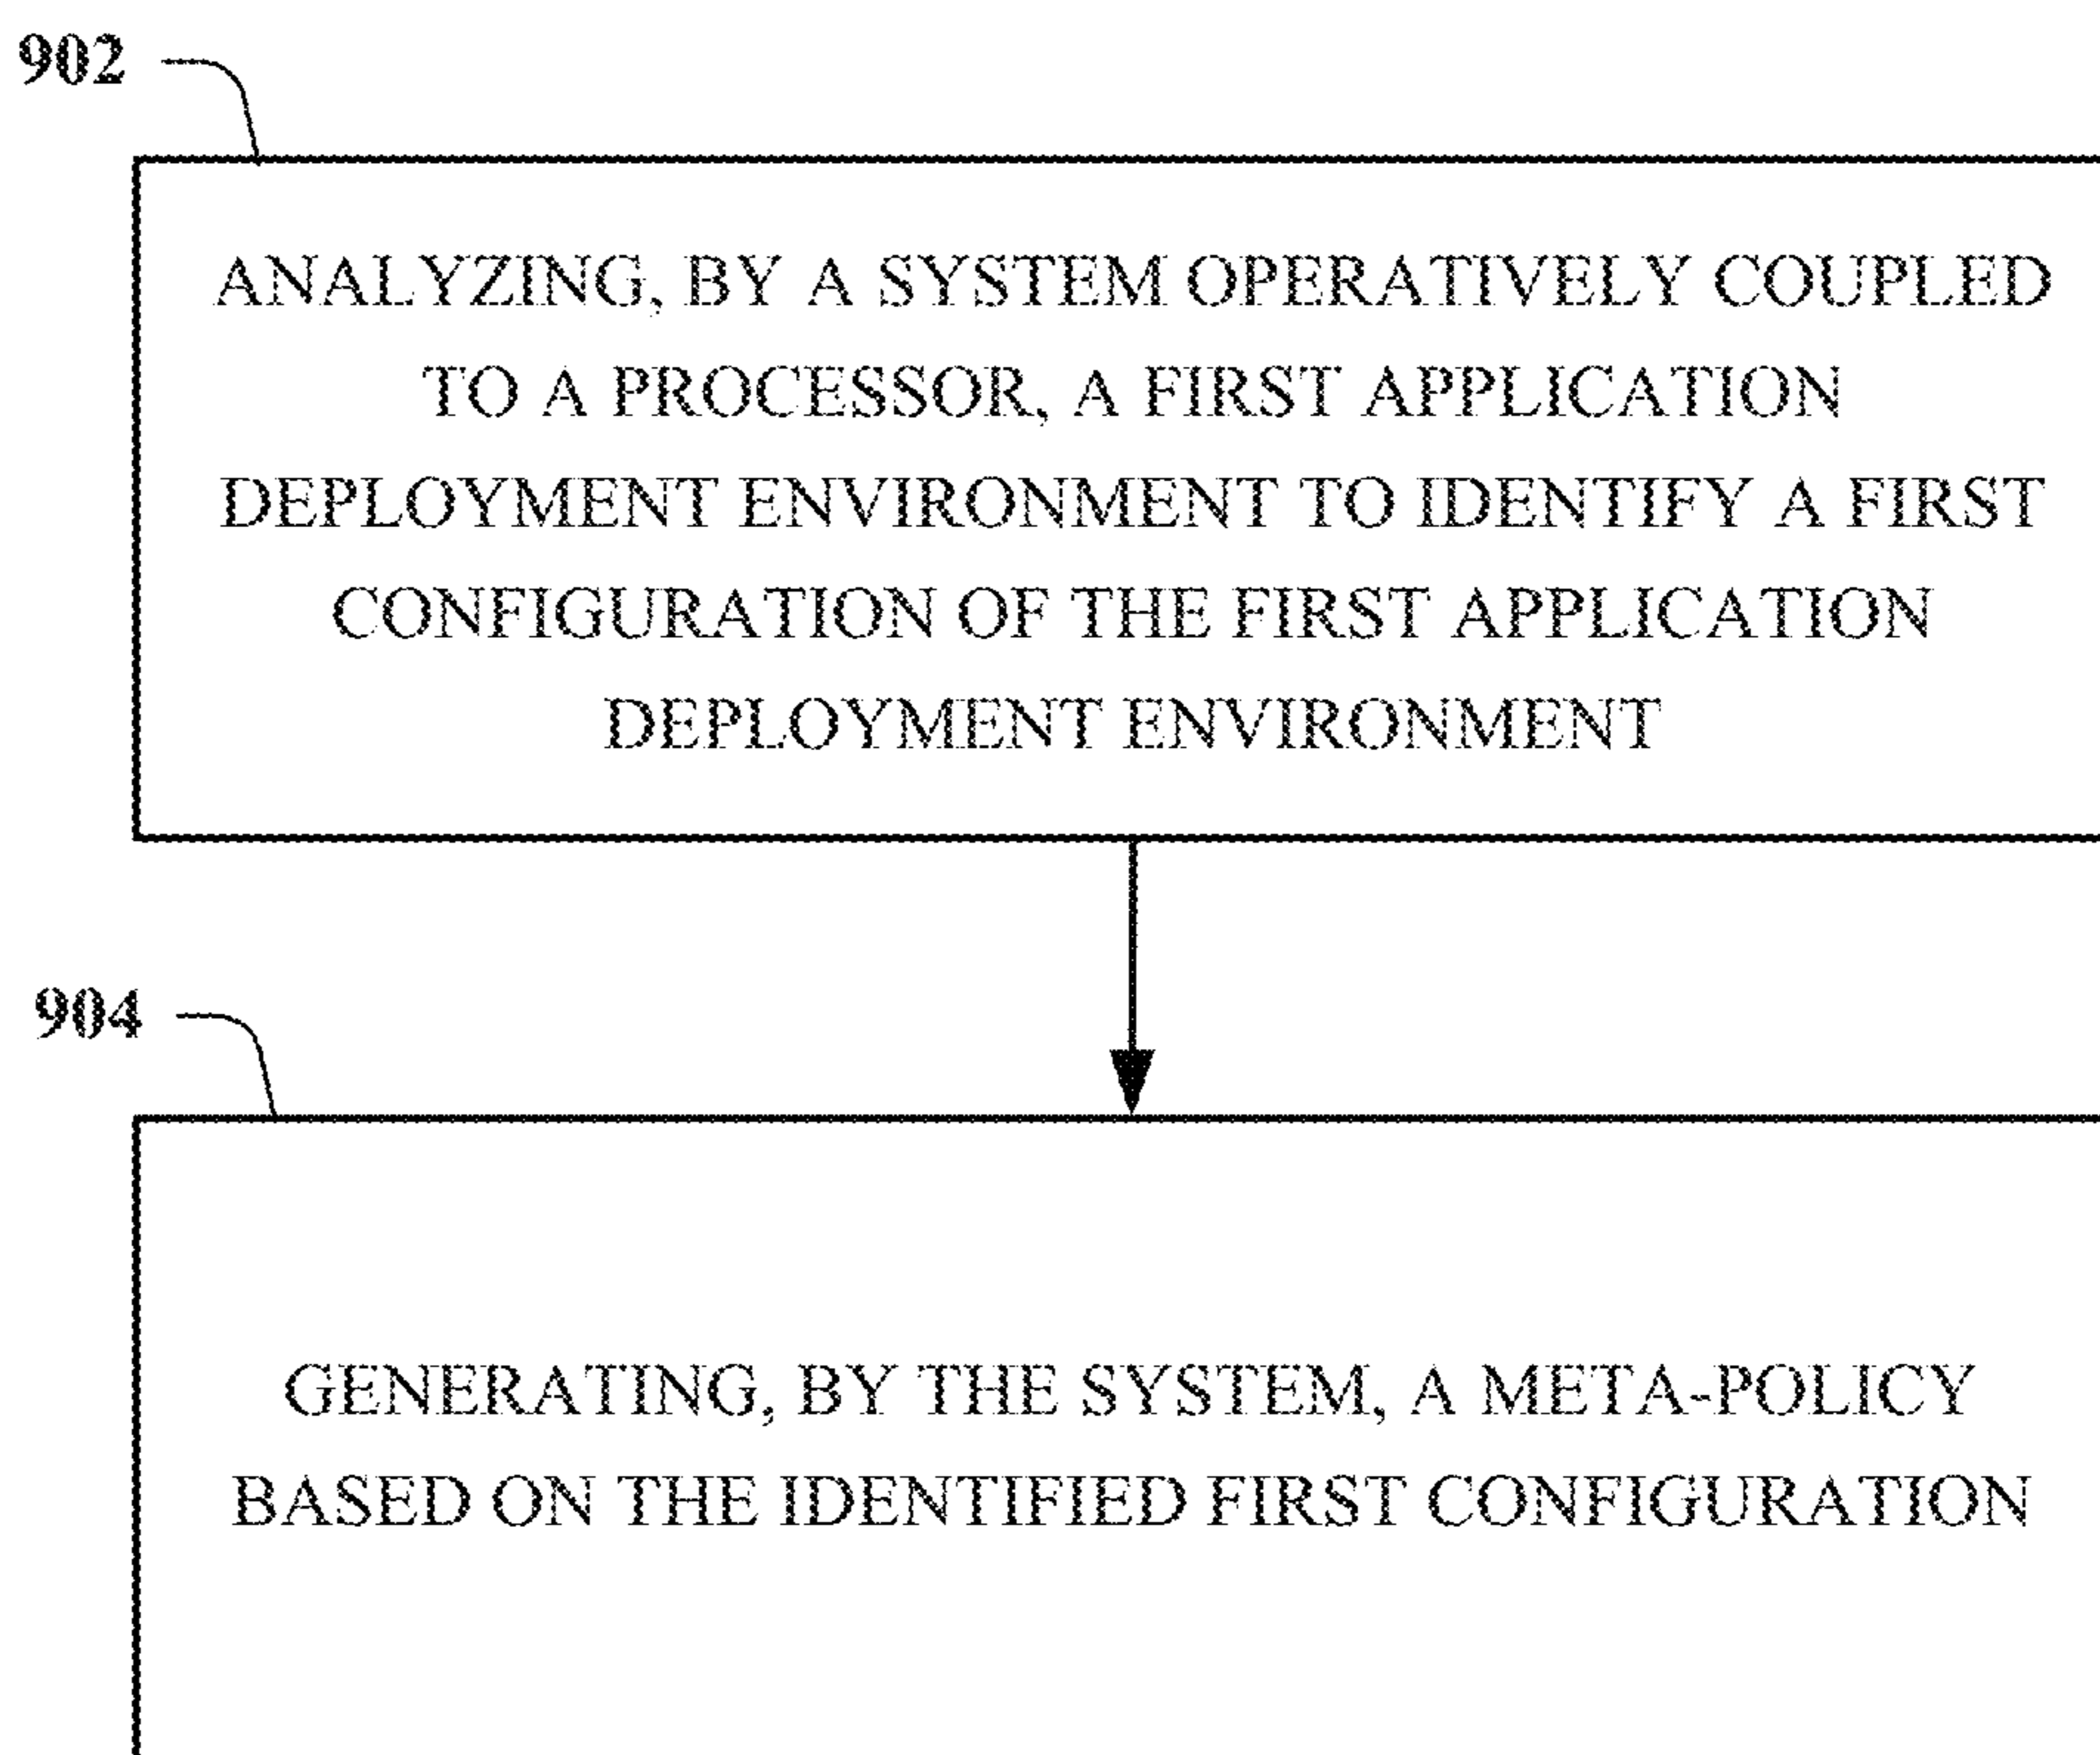 902
ANALYZING, BY A SYSTEM OPERATIVELY COUPLED
TO A PROCESSOR, A FIRST APPLICATION
DEPLOYMENT ENVIRONMENT TO IDENTIFY A FIRST
CONFIGURATION OF THE FIRST APPLICATION
DEPLOYMENT ENVIRONMENT
904
GENERATING, BY THE SYSTEM, A META-POLICY
BASED ON THE IDENTIFIED FIRST CONFIGURATION